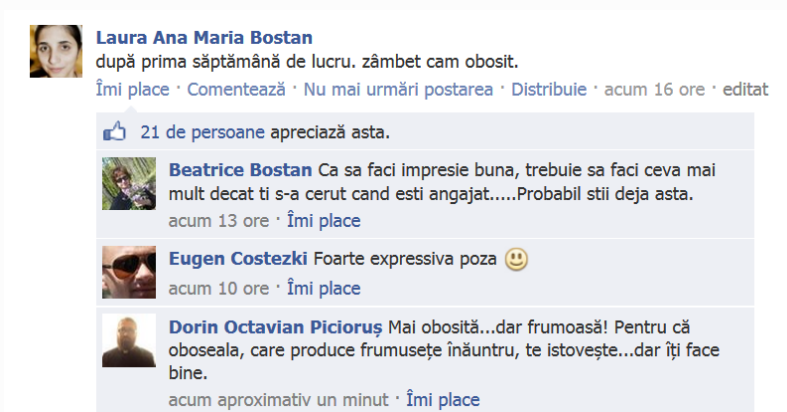 Laura Ana Maria Bostan
după prima săptămână de lucru. zâmbet cam obosit.
Îmi place · Comentează · Nu mai urmări postarea · Distribuie · acum 16 ore · editat
21 de persoane apreciază asta.
Beatrice Bostan Ca sa faci impresie buna, trebuie sa faci ceva mai
mult decat ti s-a cerut cand esti angajat.....Probabil stii deja asta.
acum 13 ore · Îmi place
Eugen Costezki Foarte expressiva poza
acum 10 ore · Îmi place
Dorin Octavian Picioruș Mai obosită...dar frumoasă! Pentru că
oboseala, care produce frumusețe înăuntru, te istovește...dar îți face
bine.
acum aproximativ un minut · Îmi place